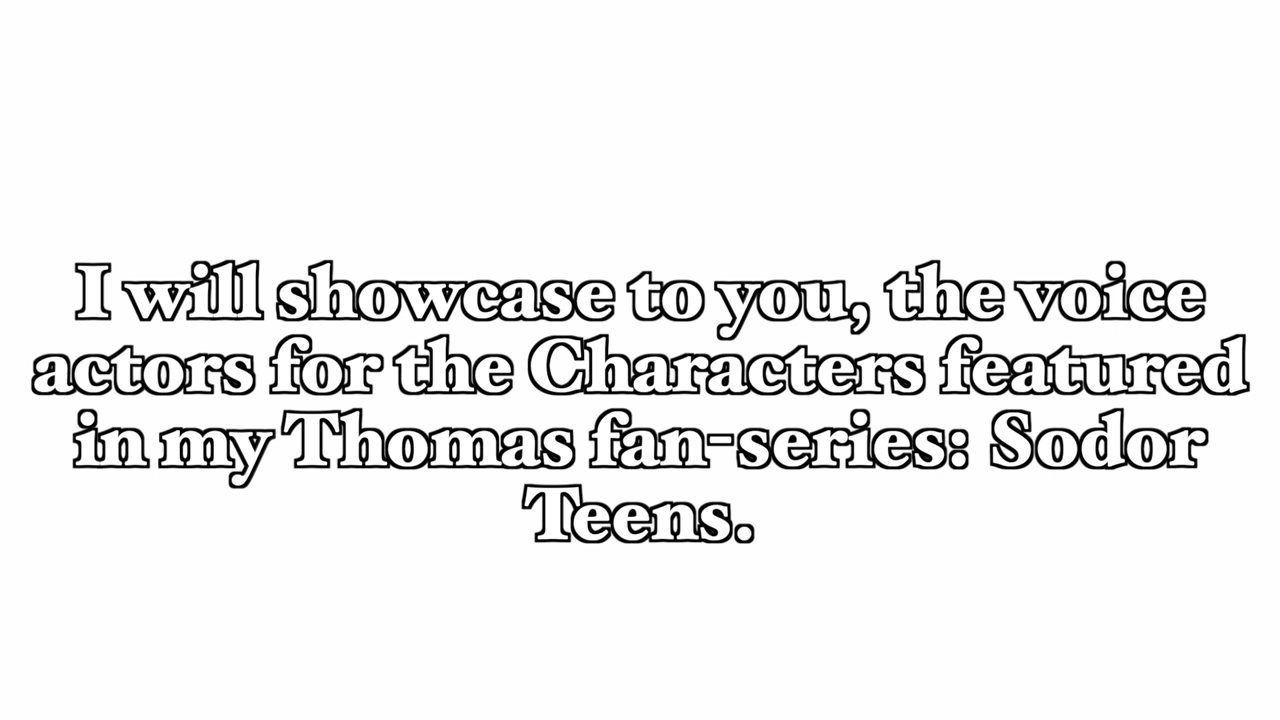 I will showcase to you, the voice
actors for the Characters featured
in my Thomas fan-series: Sodor
Teens.